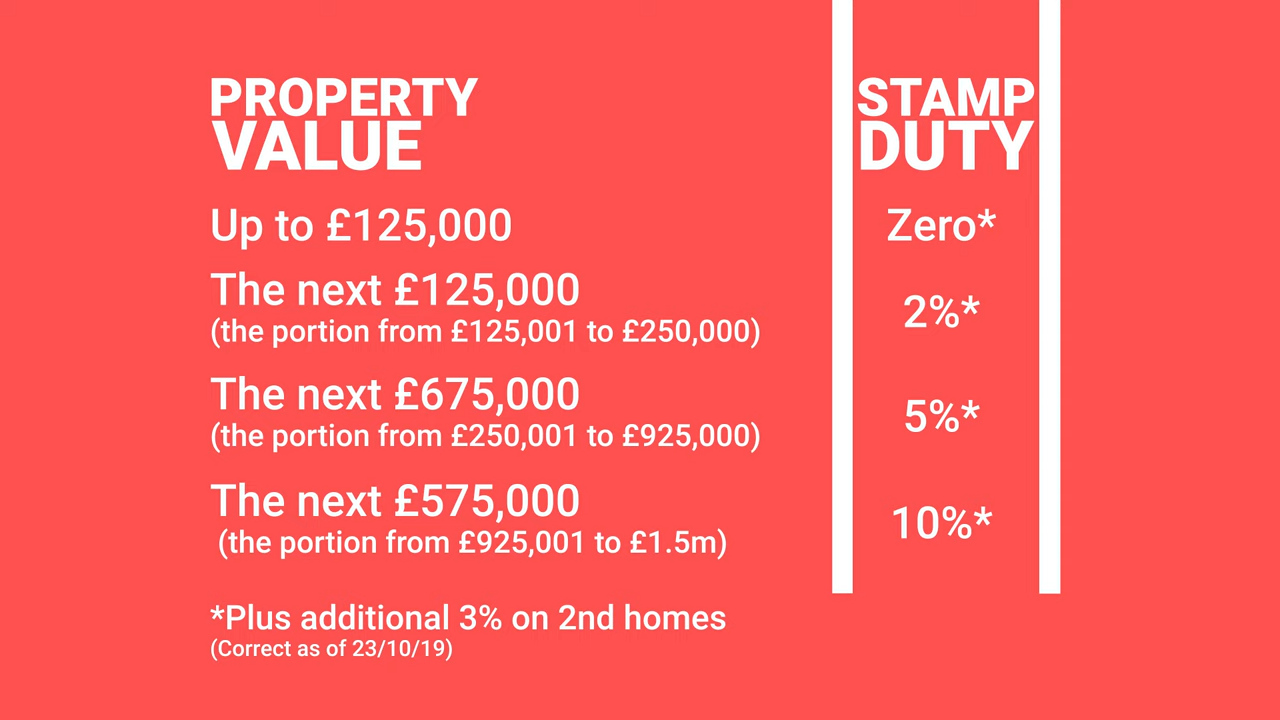 PROPERTY
VALUE
STAMP
DUTY
Up to £125,000
Zero*
The next £125,000
(the portion from £125,001 to £250,000)
2%*
The next £675,000
(the portion from £250,001 to £925,000)
5%*
The next £575,000
(the portion from £925,001 to £1.5m)
10%*
*Plus additional 3% on 2nd homes
(Correct as of 23/10/19)